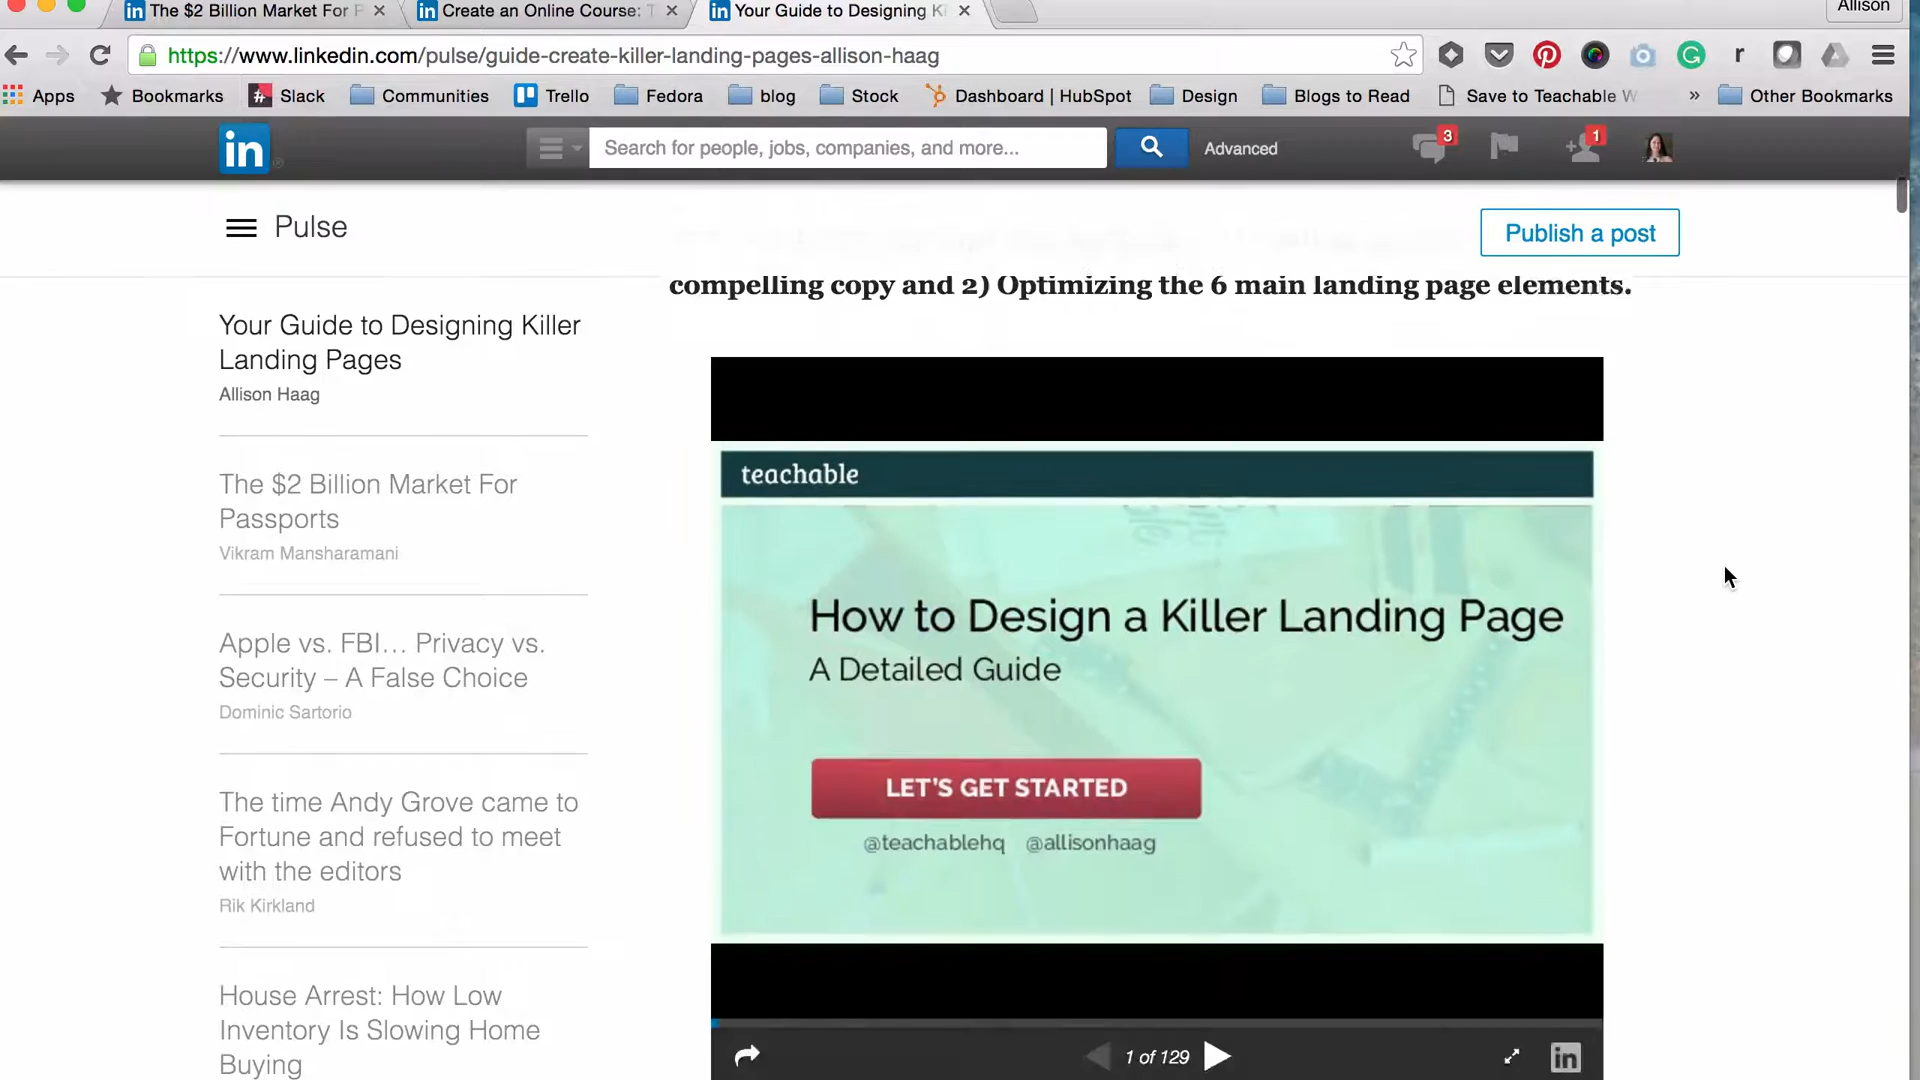 The $2 Billion Market For P
Create an Online Course: T
Your Guide to Designing Ki
Allison
https://www.linkedin.com/pulse/guide-create-killer-landing-pages-allison-haag
Apps
Bookmarks
Slack
Communities
Trello
Fedora
blog
Stock
Dashboard | HubSpot
Design
Blogs to Read
Save to Teachable W
»
Other Bookmarks
in
Search for people, jobs, companies, and more...
Advanced
3
1
Pulse
Publish a post
compelling copy and 2) Optimizing the 6 main landing page elements.
Your Guide to Designing Killer
Landing Pages
Allison Haag
The $2 Billion Market For
Passports
Vikram Mansharamani
Apple vs. FBI… Privacy vs.
Security – A False Choice
Dominic Sartorio
The time Andy Grove came to
Fortune and refused to meet
with the editors
Rik Kirkland
House Arrest: How Low
Inventory Is Slowing Home
Buying
teachable
How to Design a Killer Landing Page
A Detailed Guide
LET'S GET STARTED
@teachablehq @allisonhaag
1 of 129
in